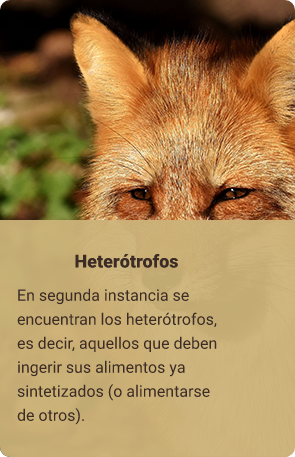 Heterótrofos
En segunda instancia se
encuentran los heterótrofos,
es decir, aquellos que deben
ingerir sus alimentos ya
sintetizados (o alimentarse
de otros).